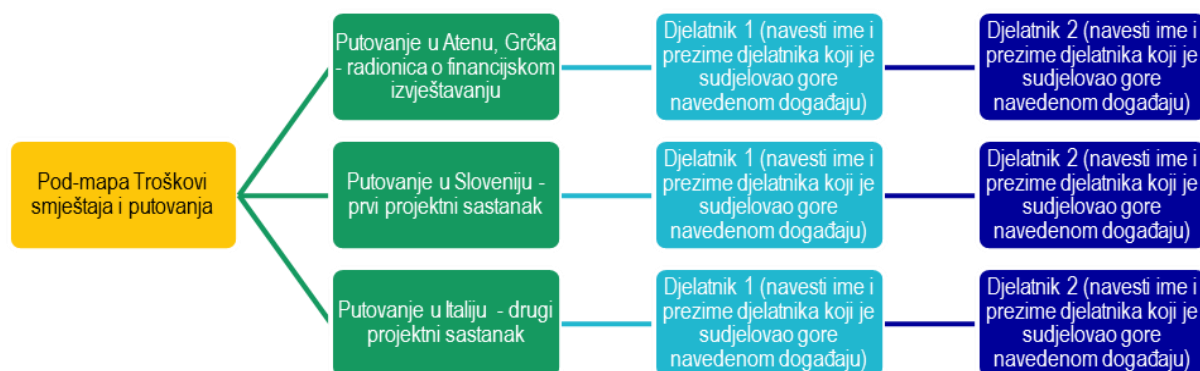 Pod-mapa Troškovi
smještaja i putovanja
Putovanje u Atenu, Grčka
- radionica o financijskom
izvještavanju
Djelatnik 1 (navesti ime i
prezime djelatnika koji je
sudjelovao gore
navedenom događaju)
Djelatnik 2 (navesti ime i
prezime djelatnika koji je
sudjelovao gore
navedenom događaju)
Putovanje u Sloveniju -
prvi projektni sastanak
Djelatnik 1 (navesti ime i
prezime djelatnika koji je
sudjelovao gore
navedenom događaju)
Djelatnik 2 (navesti ime i
prezime djelatnika koji je
sudjelovao gore
navedenom događaju)
Putovanje u Italiju - drugi
projektni sastanak
Djelatnik 1 (navesti ime i
prezime djelatnika koji je
sudjelovao gore
navedenom događaju)
Djelatnik 2 (navesti ime i
prezime djelatnika koji je
sudjelovao gore
navedenom događaju)